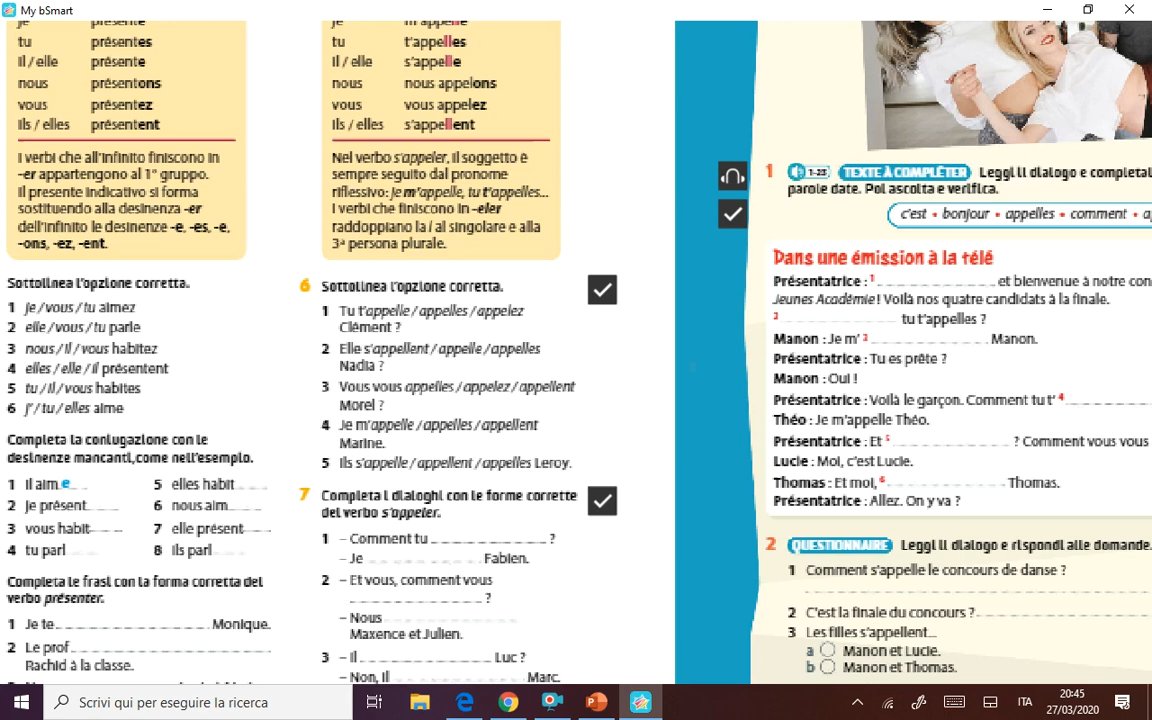 My bSmart
je présente
tu présentes
Il / elle présente
nous présentons
vous présentez
Ils / elles présentent
I verbi che all'infinito finiscono in
-er appartengono al 1° gruppo.
Il presente indicativo si forma
sostituendo alla desinenza -er
dell'infinito le desinenze -e, -es, -e,
-ons, -ez, -ent.
Sottolinea l'opzione corretta.
1 je / vous / tu aimez
2 elle / vous / tu parle
3 nous / il / vous habitez
4 elles / elle / il présentent
5 tu / il / vous habites
6 j' / tu / elles aime
Completa la coniugazione con le
desinenze mancanti, come nell'esempio.
1 Il aim e 5 elles habit
2 je présent 6 nous aim
3 vous habit 7 elle présent
4 tu parl 8 Ils parl
Completa le frasi con la forma corretta del
verbo présenter.
1 Je te Monique.
2 Le prof
Rachid à la classe.
je m'appelle
tu t'appelles
Il / elle s'appelle
nous nous appelons
vous vous appelez
Ils / elles s'appellent
Nel verbo s'appeler, il soggetto è
sempre seguito dal pronome
riflessivo: je m'appelle, tu t'appelles...
I verbi che finiscono in -eler
raddoppiano la l al singolare e alla
3ª persona plurale.
6 Sottolinea l'opzione corretta.
1 Tu t'appelle / appelles / appelez
Clément ?
2 Elle s'appellent / appelle / appelles
Nadia ?
3 Vous vous appelles / appelez / appellent
Morel ?
4 Je m'appelle / appelles / appellent
Marine.
5 Ils s'appelle / appellent / appelles Leroy.
7 Completa i dialoghi con le forme corrette
del verbo s'appeler.
1 – Comment tu ?
– Je Fabien.
2 – Et vous, comment vous
?
– Nous
Maxence et Julien.
3 – Il Luc ?
– Non, il Marc.
1 1-23 TEXTE À COMPLÉTER Leggi il dialogo e completa
parole date. Poi ascolta e verifica.
c'est • bonjour • appelles • comment • a
Dans une émission à la télé
Présentatrice : 1 et bienvenue à notre con
Jeunes Académie ! Voilà nos quatre candidats à la finale.
2 tu t'appelles ?
Manon : Je m' 3 Manon.
Présentatrice : Tu es prête ?
Manon : Oui !
Présentatrice : Voilà le garçon. Comment tu t' 4
Théo : Je m'appelle Théo.
Présentatrice : Et 5 ? Comment vous vous
Lucie : Moi, c'est Lucie.
Thomas : Et moi, 6 Thomas.
Présentatrice : Allez. On y va ?
2 QUESTIONNAIRE Leggi il dialogo e rispondi alle domande.
1 Comment s'appelle le concours de danse ?
2 C'est la finale du concours ?
3 Les filles s'appellent...
a Manon et Lucie.
b Manon et Thomas.
Scrivi qui per eseguire la ricerca
ITA
20:45
27/03/2020